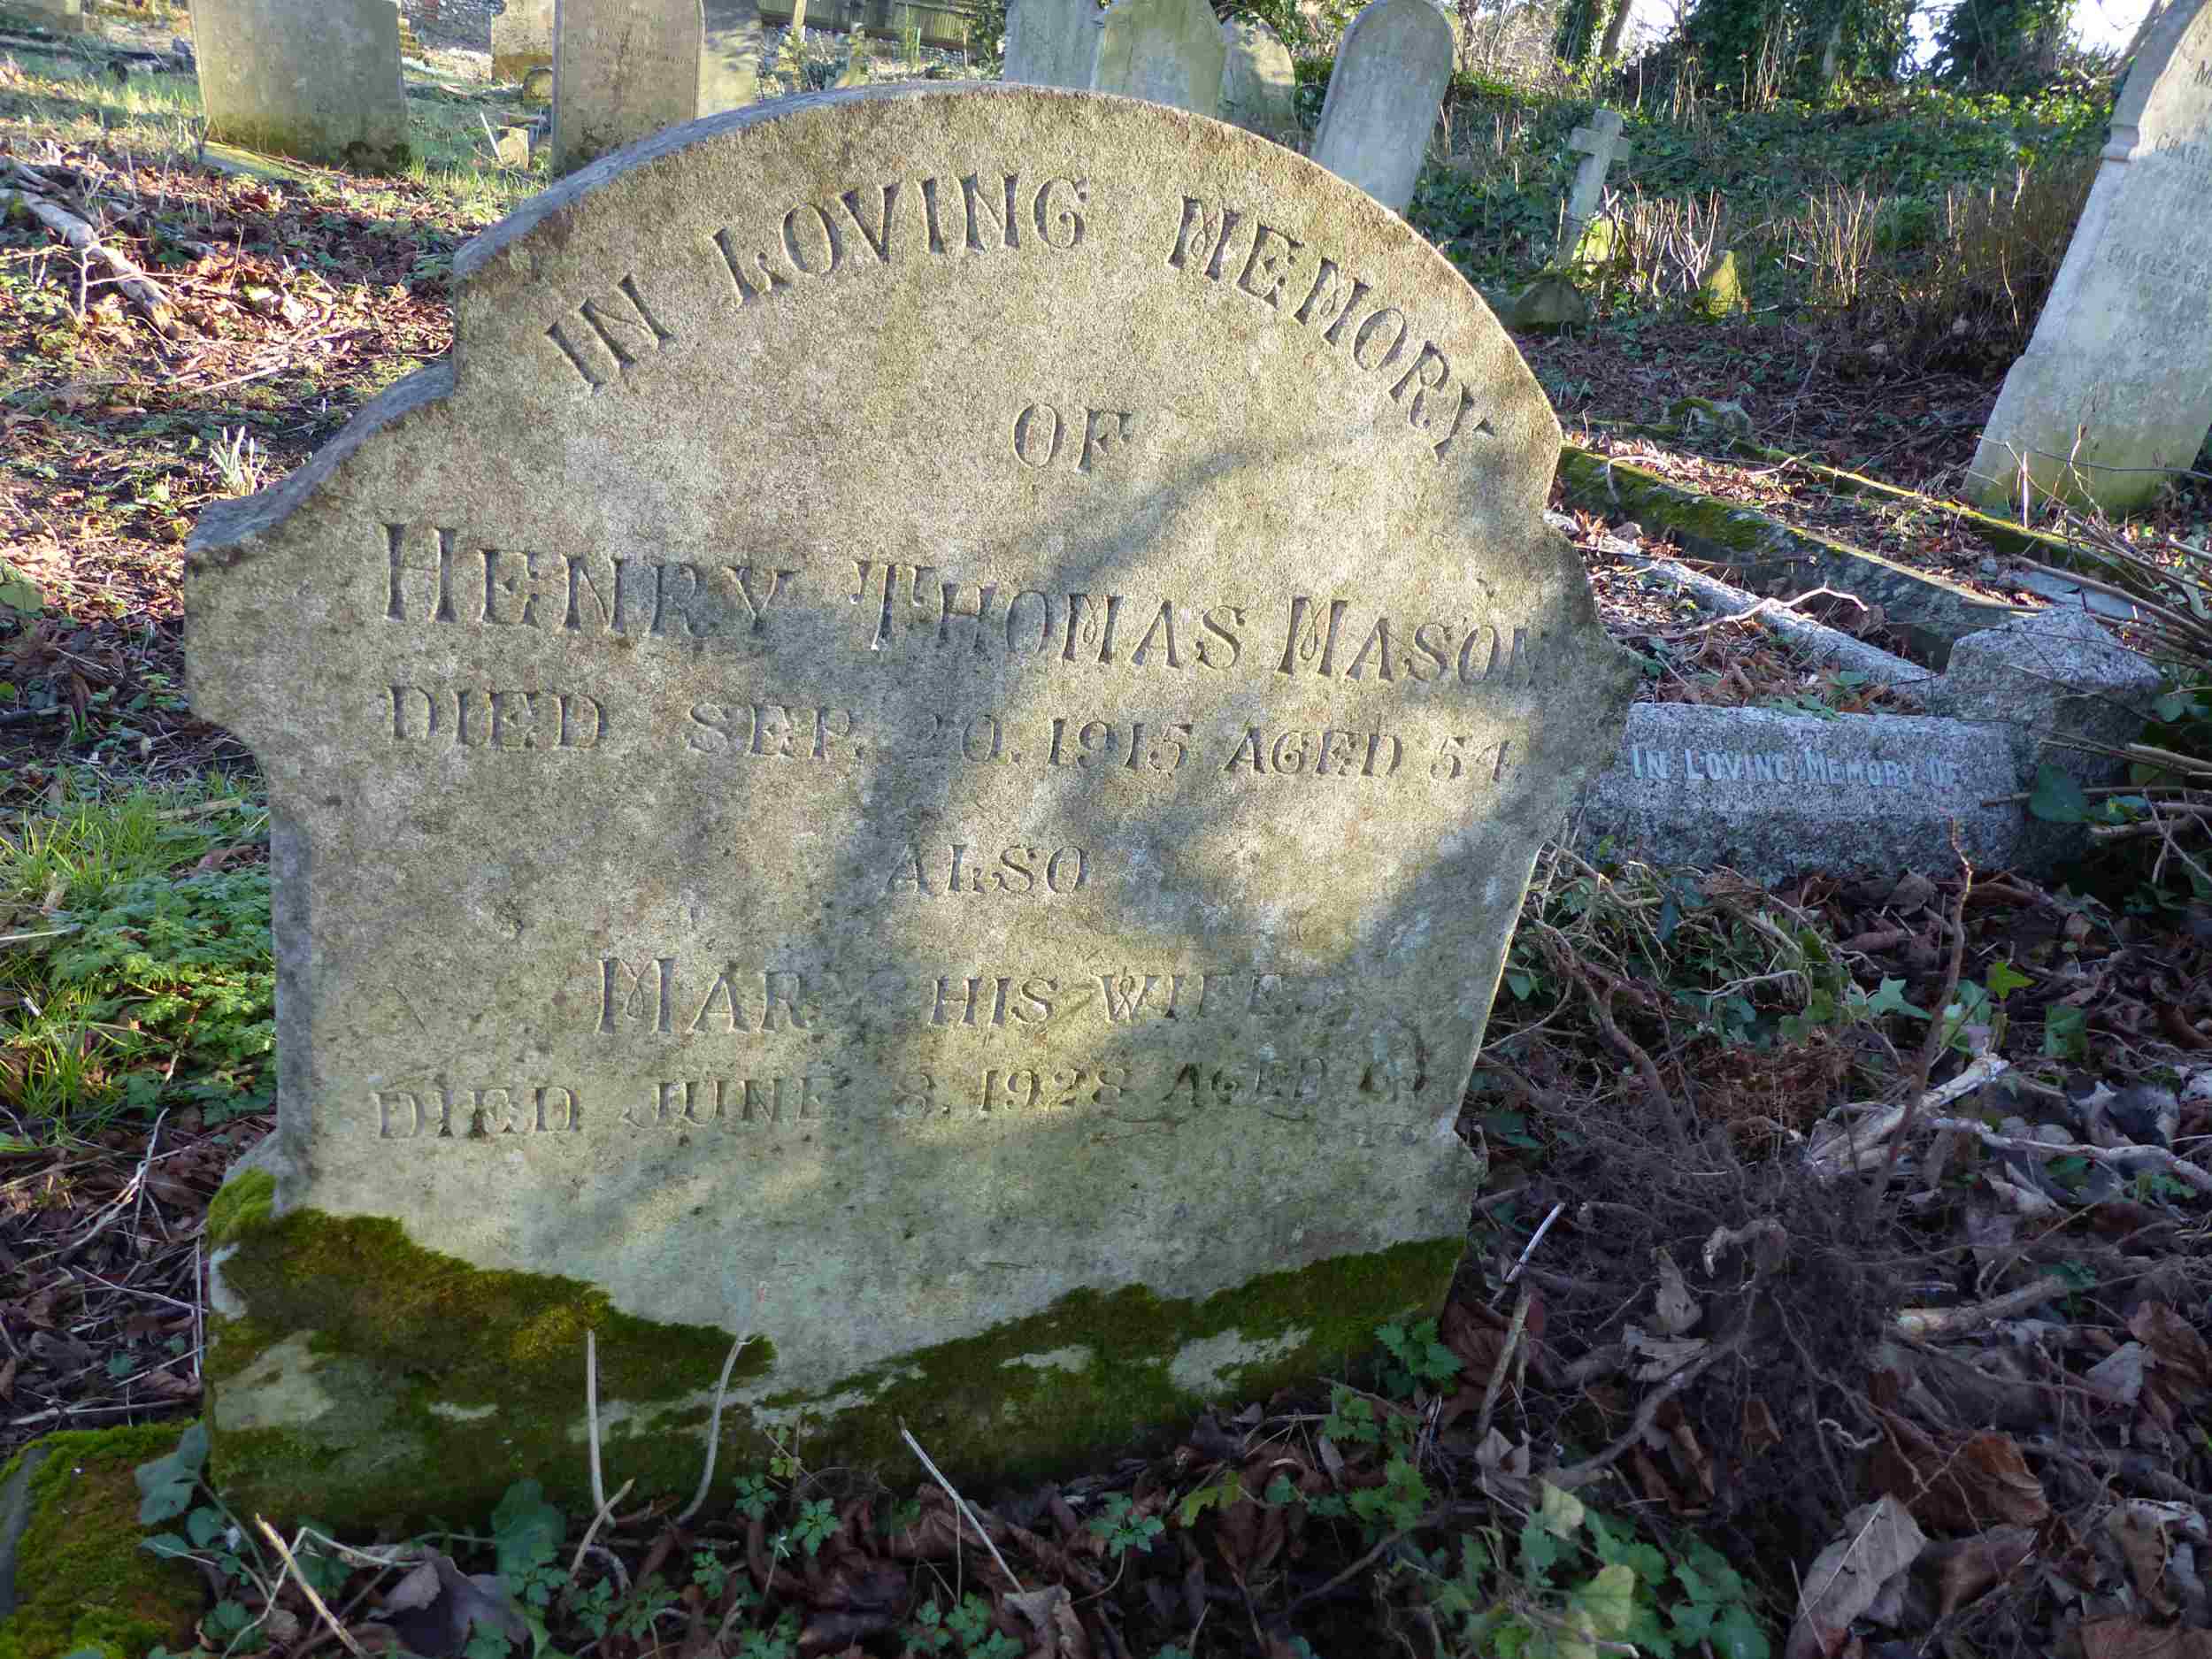 IN LOVING MEMORY
OF
HENRY THOMAS MASON
DIED SEP. 20. 1915 AGED 54.
ALSO
MARY HIS WIFE.
DIED JUNE 8. 1928 AGED
IN LOVING MEMORY OF